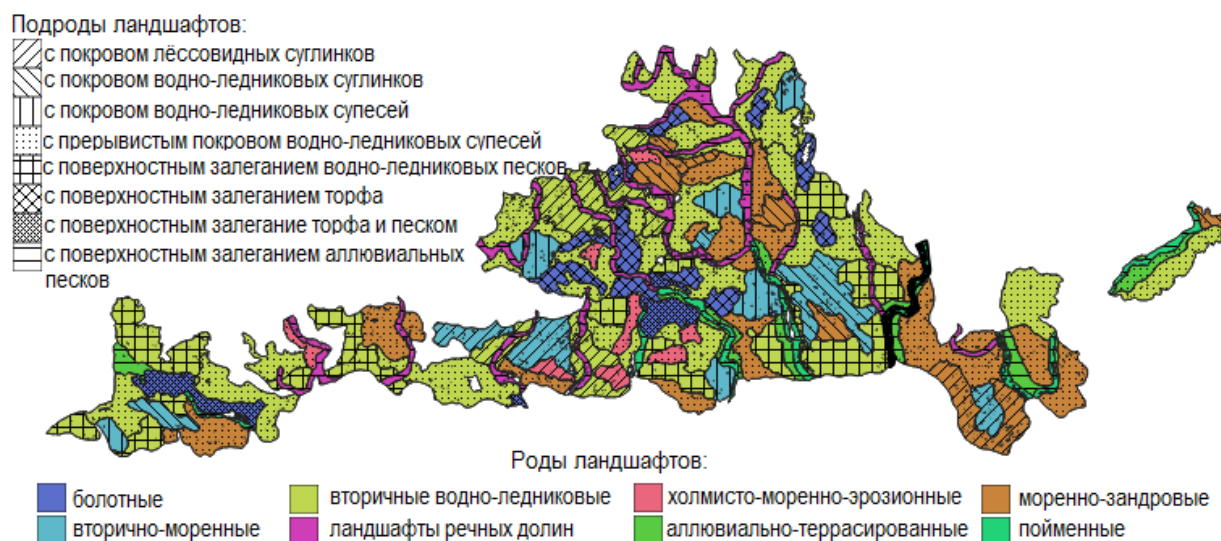 Подроды ландшафтов:
с покровом лёссовидных суглинков
с покровом водно-ледниковых суглинков
с покровом водно-ледниковых супесей
с прерывистым покровом водно-ледниковых супесей
с поверхностным залеганием водно-ледниковых песков
с поверхностным залеганием торфа
с поверхностным залегание торфа и песком
с поверхностным залеганием аллювиальных
песков
Роды ландшафтов:
болотные
вторичные водно-ледниковые
холмисто-моренно-эрозионные
моренно-зандровые
вторично-моренные
ландшафты речных долин
аллювиально-террасированные
пойменные